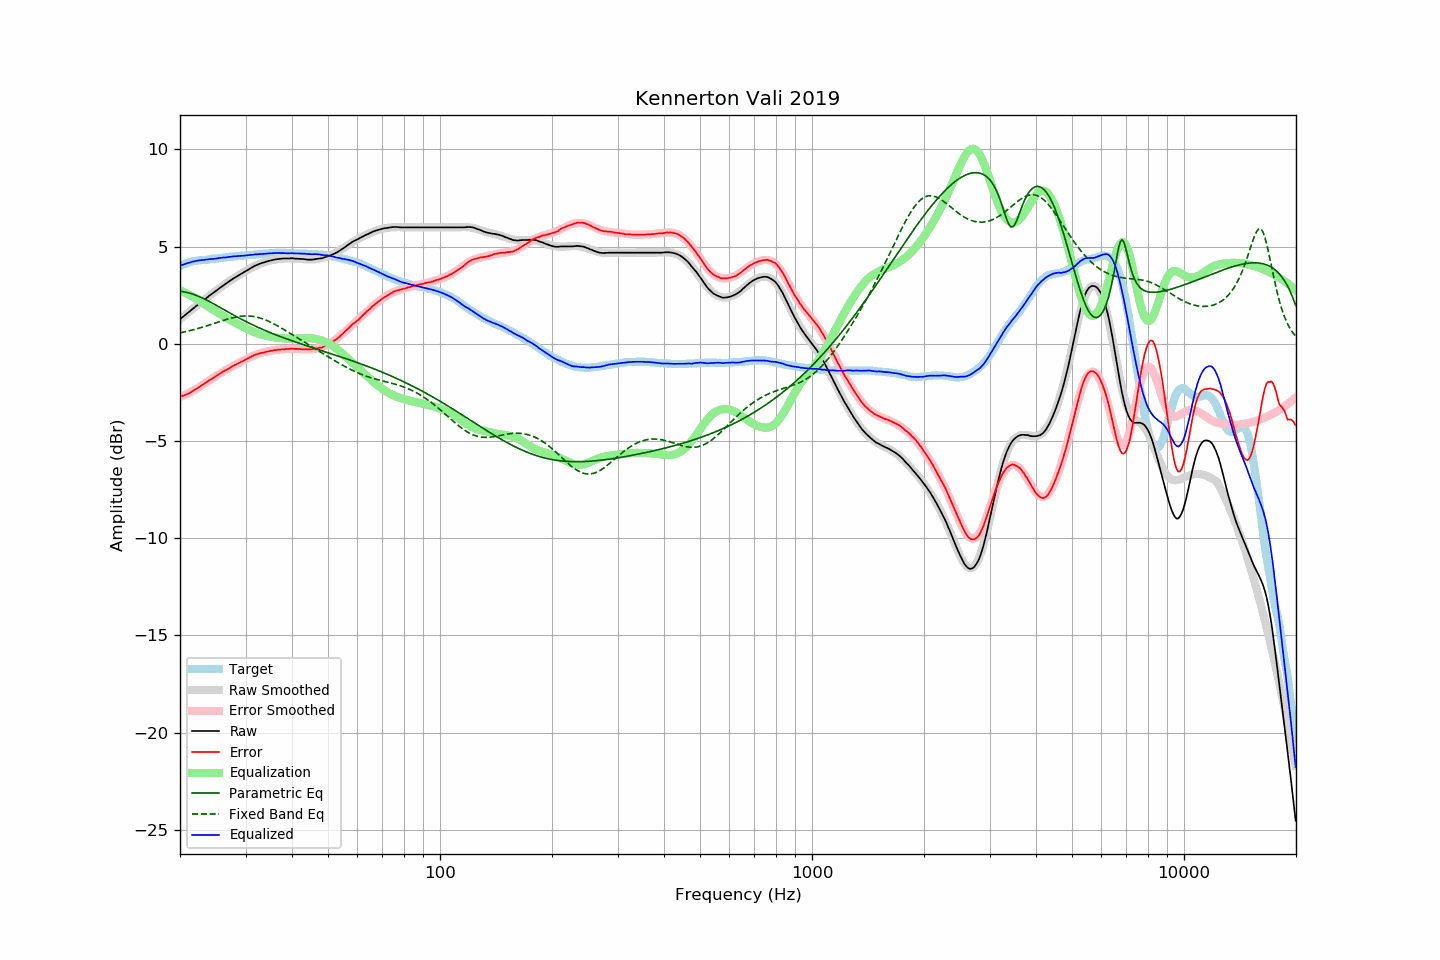 Kennerton Vali 2019
10
5
0
−5
−10
−15
−20
−25
Amplitude (dBr)
Target
Raw Smoothed
Error Smoothed
Raw
Error
Equalization
Parametric Eq
Fixed Band Eq
Equalized
100
1000
10000
Frequency (Hz)